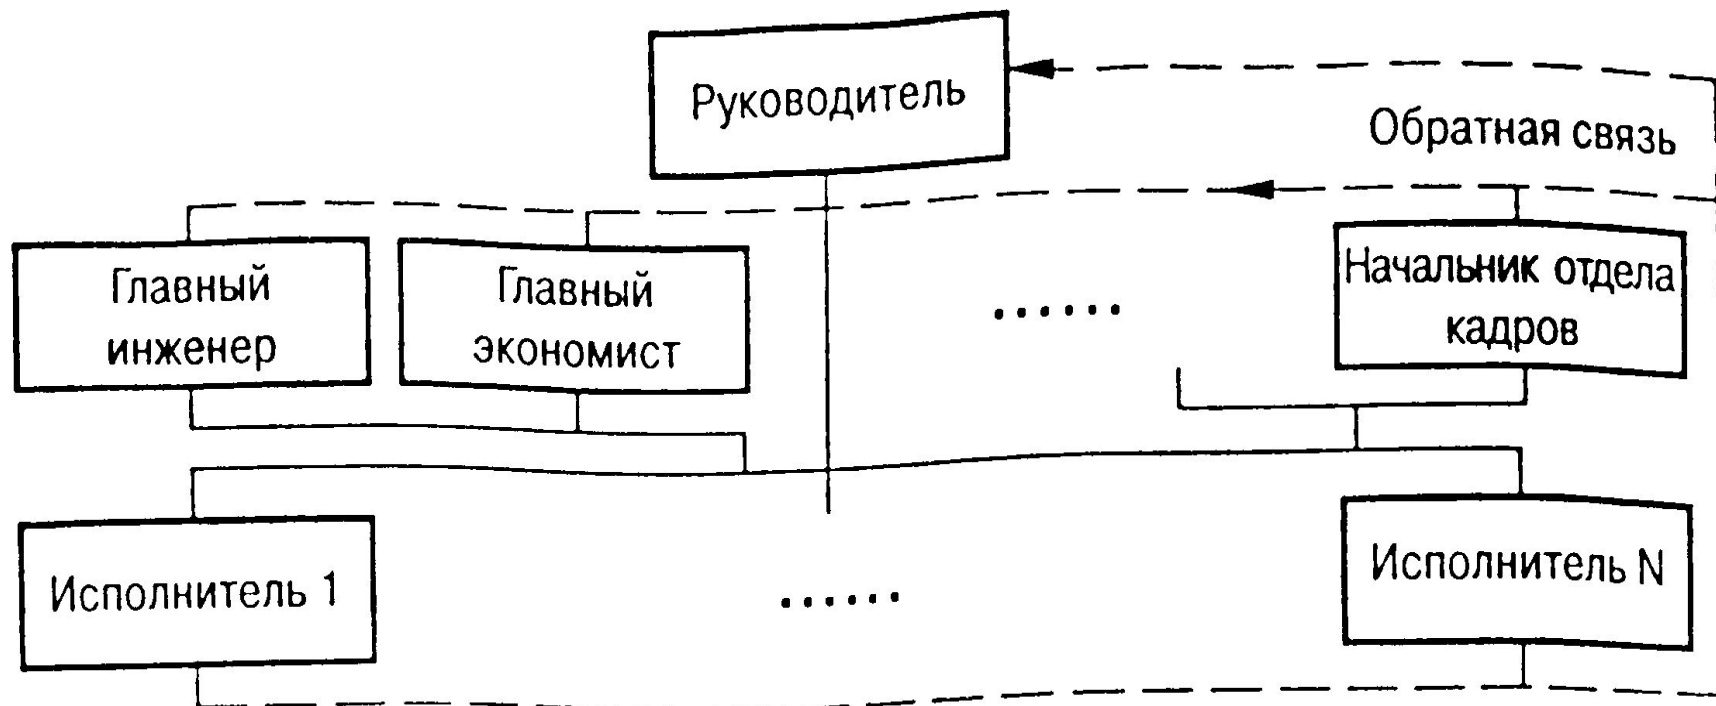 Руководитель
Обратная связь
Главный
инженер
Главный
экономист
......
Начальник отдела
кадров
Исполнитель 1
......
Исполнитель N